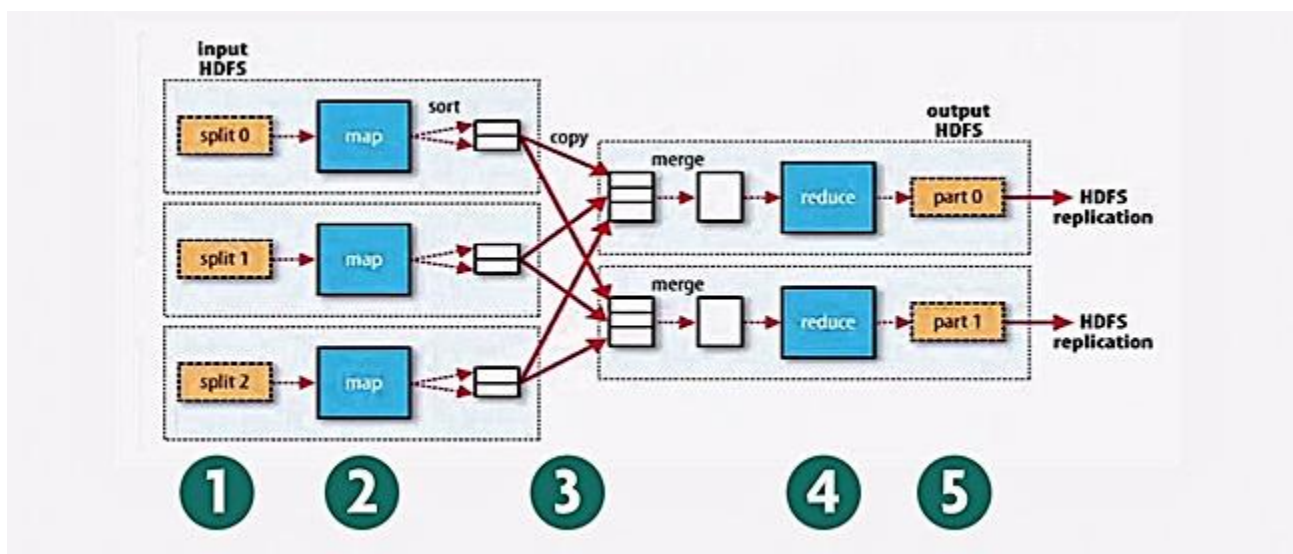 input
HDFS
split 0
map
sort
copy
merge
reduce
output
HDFS
part 0
HDFS
replication
split 1
map
merge
reduce
part 1
HDFS
replication
split 2
map
1
2
3
4
5